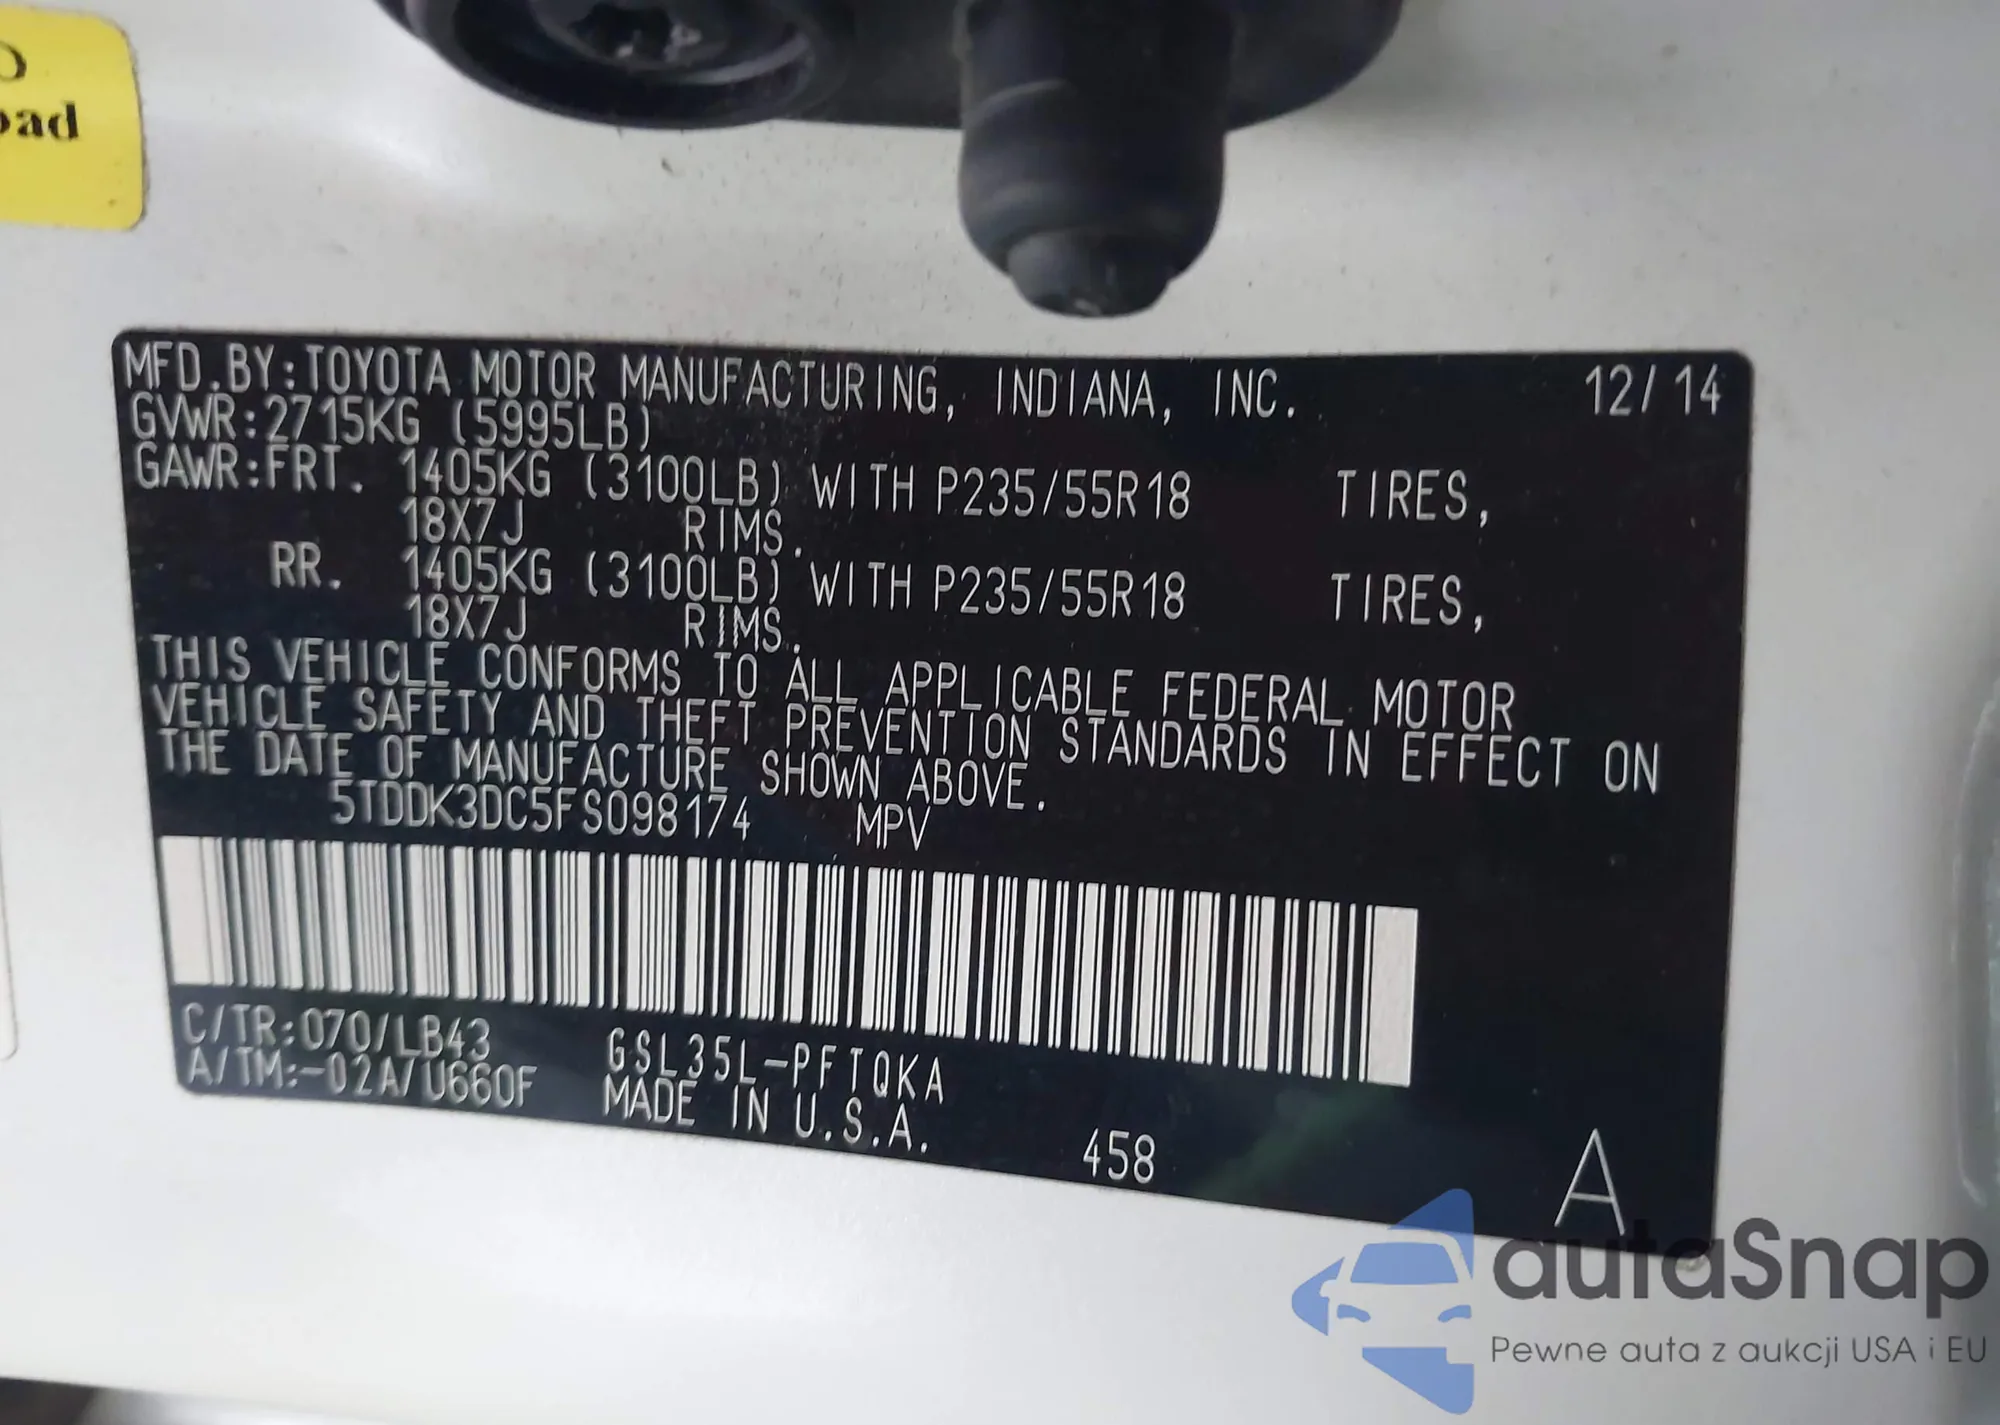 oad
MFD.BY:TOYOTA MOTOR MANUFACTURING, INDIANA, INC. 12/14
GVWR:2715KG (5995LB)
GAWR:FRT. 1405KG (3100LB) WITH P235/55R18 TIRES,
18X7J RIMS.
RR. 1405KG (3100LB) WITH P235/55R18 TIRES,
18X7J RIMS.
THIS VEHICLE CONFORMS TO ALL APPLICABLE FEDERAL MOTOR
VEHICLE SAFETY AND THEFT PREVENTION STANDARDS IN EFFECT ON
THE DATE OF MANUFACTURE SHOWN ABOVE.
5TDDK3DC5FS098174 MPV
C/TR:070/LB43 GSL35L-PFTQKA
A/TM:-02A/U660F MADE IN U.S.A.
458 A
autaSnap
Pewne auta z aukcji USA i EU